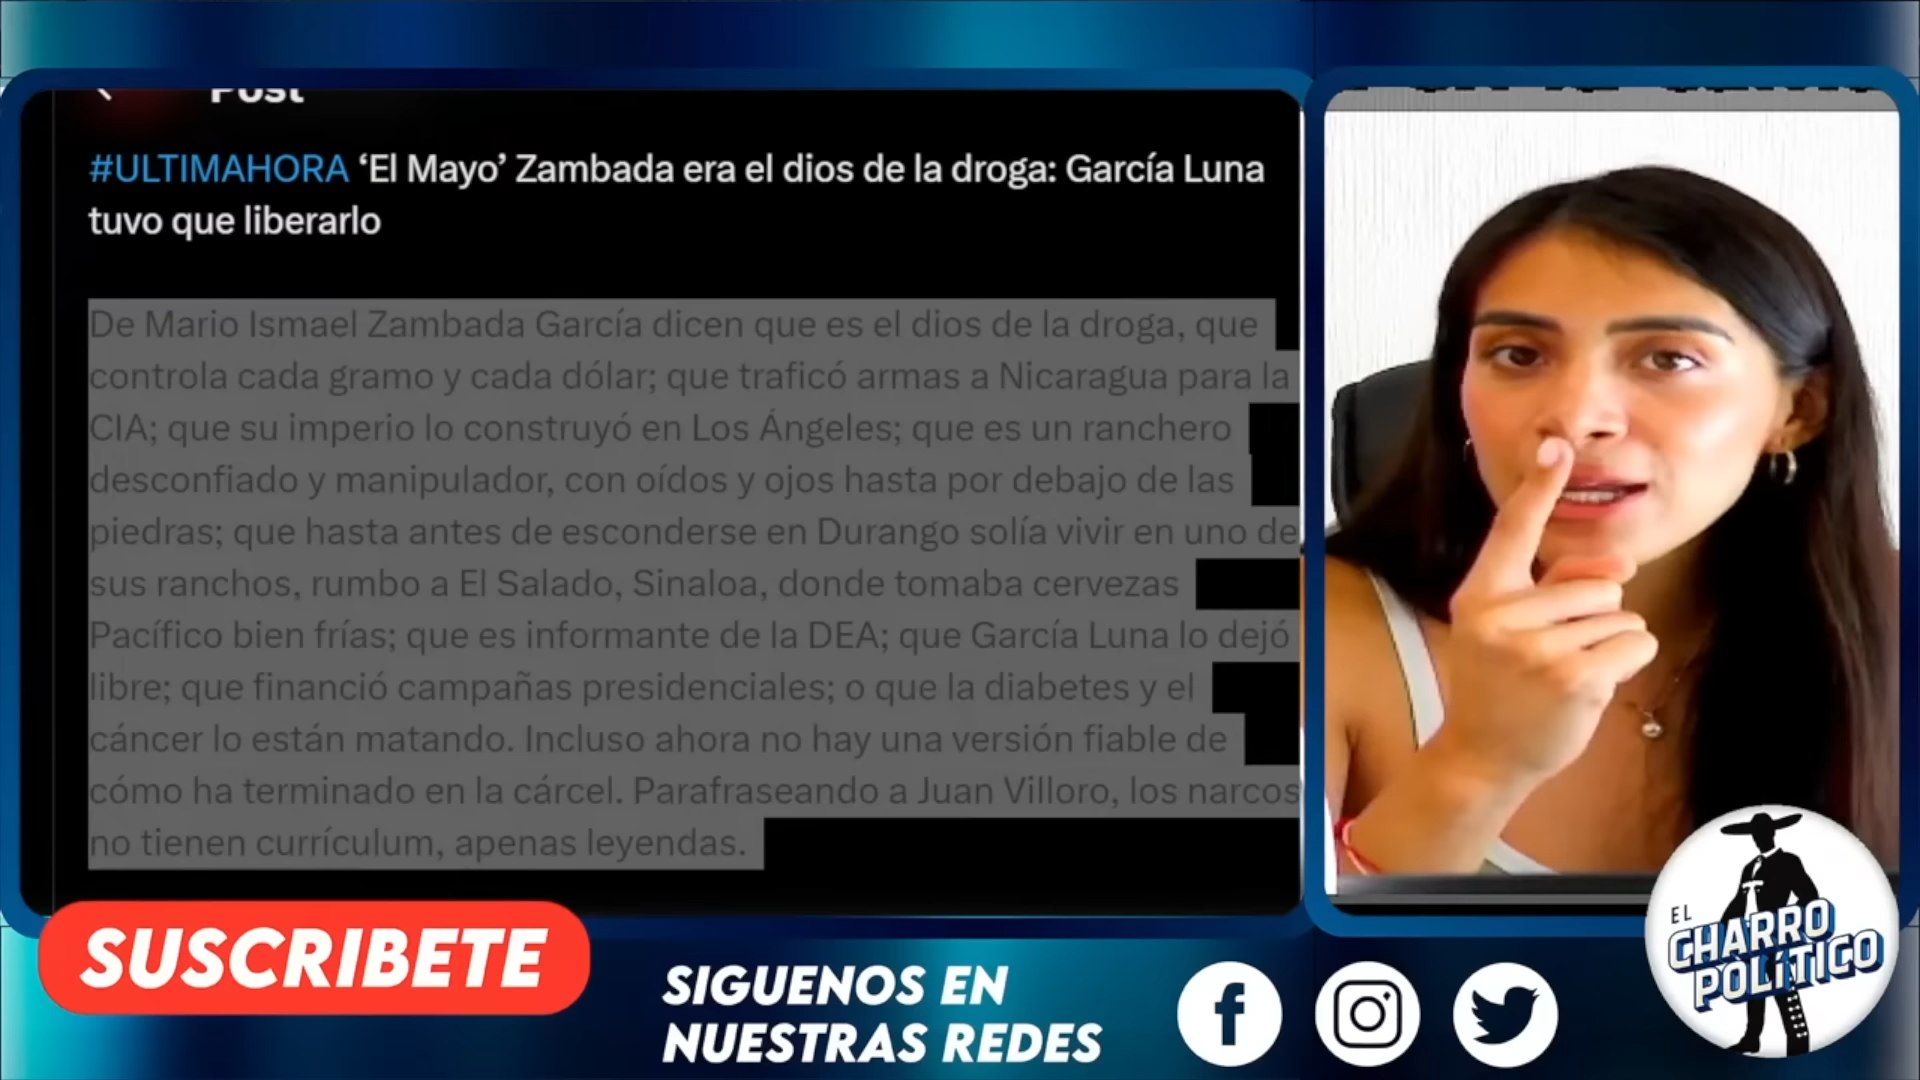 Post
#ULTIMAHORA ‘El Mayo’ Zambada era el dios de la droga: García Luna
tuvo que liberarlo
De Mario Ismael Zambada García dicen que es el dios de la droga, que
controla cada gramo y cada dólar; que traficó armas a Nicaragua para la
CIA; que su imperio lo construyó en Los Ángeles; que es un ranchero
desconfiado y manipulador, con oídos y ojos hasta por debajo de las
piedras; que hasta antes de esconderse en Durango solía vivir en uno de
sus ranchos, rumbo a El Salado, Sinaloa, donde tomaba cervezas
Pacífico bien frías; que es informante de la DEA; que García Luna lo dejó
libre; que financió campañas presidenciales; o que la diabetes y el
cáncer lo están matando. Incluso ahora no hay una versión fiable de
cómo ha terminado en la cárcel. Parafraseando a Juan Villoro, los narcos
no tienen currículum, apenas leyendas.
SUSCRIBETE
SIGUENOS EN
NUESTRAS REDES
EL
CHARRO
POLÍTICO